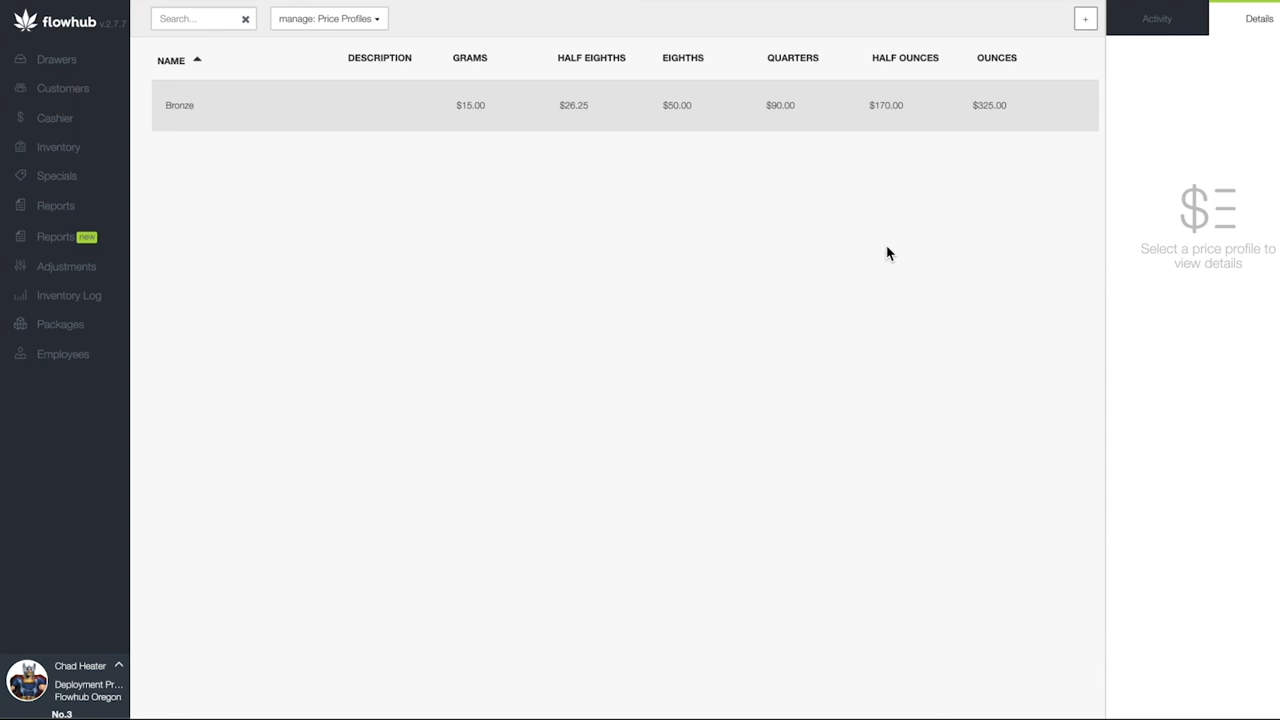 flowhub v.2.7.7
Search...
manage: Price Profiles
+
Activity
Details
Drawers
Customers
Cashier
Inventory
Specials
Reports
Reports new
Adjustments
Inventory Log
Packages
Employees
NAME DESCRIPTION GRAMS HALF EIGHTHS EIGHTHS QUARTERS HALF OUNCES OUNCES
Bronze $15.00 $26.25 $50.00 $90.00 $170.00 $325.00
Select a price profile to
view details
Chad Heater
Deployment Pr...
Flowhub Oregon
No.3